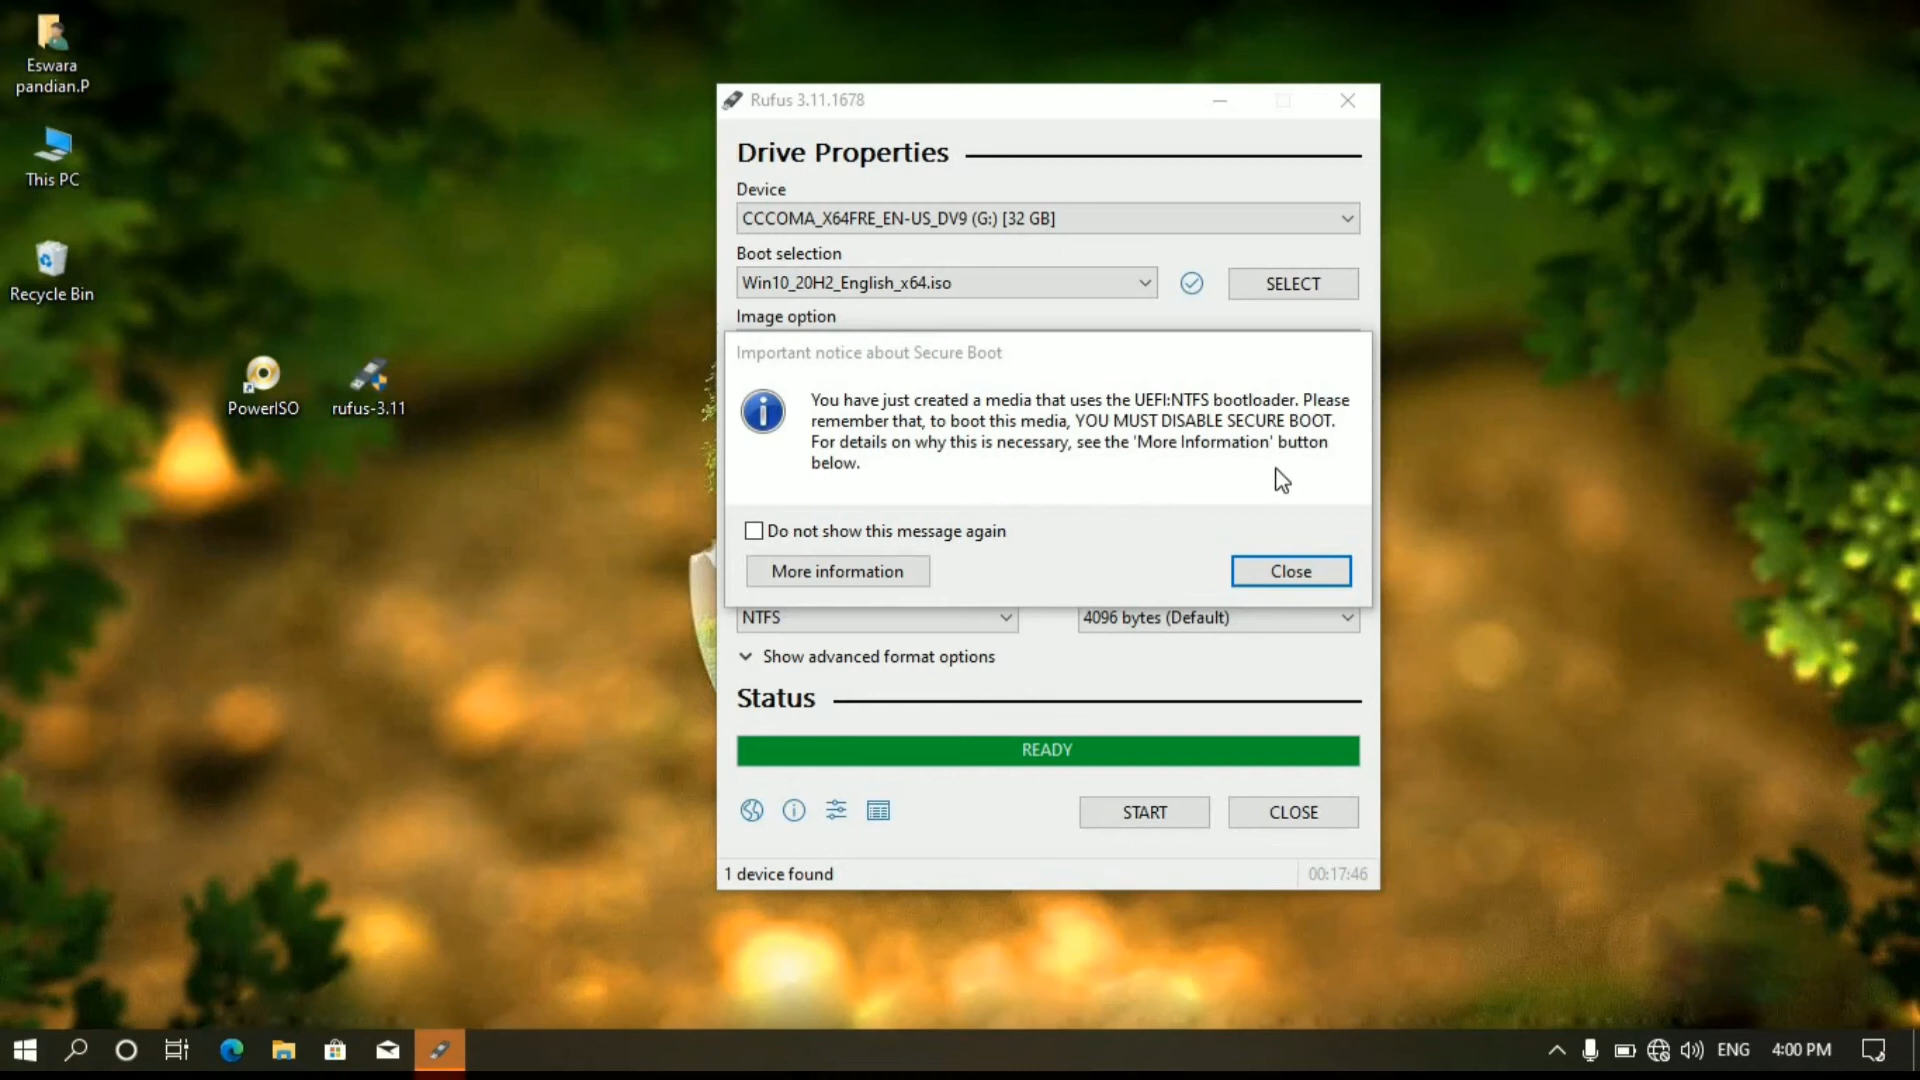 Eswara
pandian.P
This PC
Recycle Bin
PowerISO
rufus-3.11
Rufus 3.11.1678
Drive Properties
Device
CCCOMA_X64FRE_EN-US_DV9 (G:) [32 GB]
Boot selection
Win10_20H2_English_x64.iso
SELECT
Image option
Important notice about Secure Boot
You have just created a media that uses the UEFI:NTFS bootloader. Please
remember that, to boot this media, YOU MUST DISABLE SECURE BOOT.
For details on why this is necessary, see the 'More Information' button
below.
Do not show this message again
More information
Close
NTFS
4096 bytes (Default)
Show advanced format options
Status
READY
START
CLOSE
1 device found
00:17:46
ENG
4:00 PM